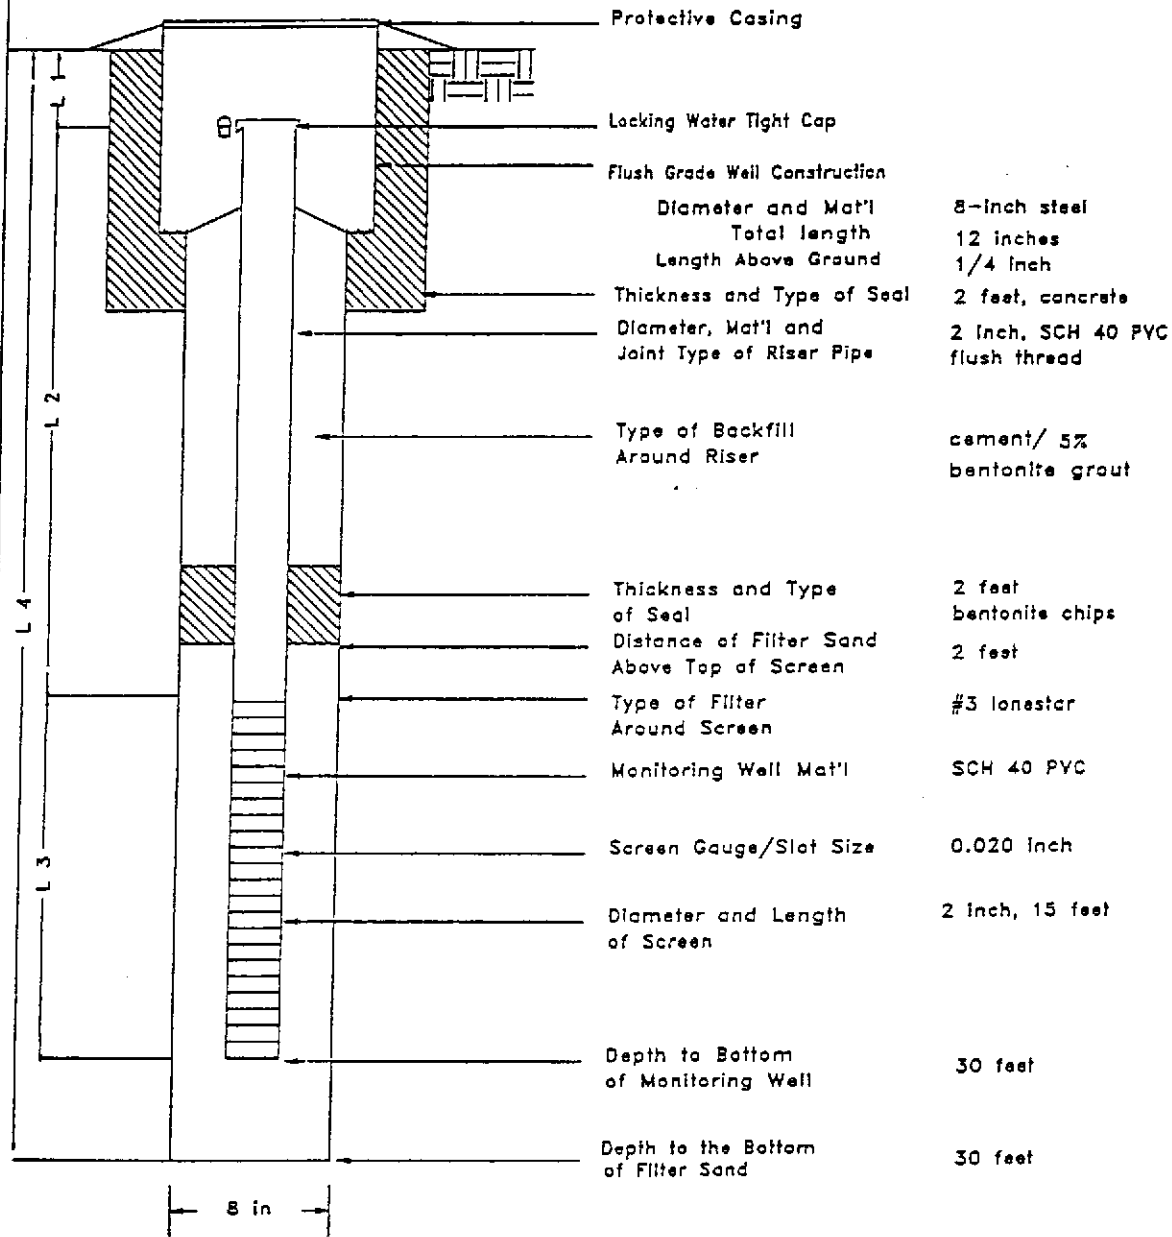 Protective Casing
L 1
Locking Water Tight Cap
Flush Grade Well Construction
Diameter and Mat'l 8-inch steel
Total length 12 inches
Length Above Ground 1/4 inch
Thickness and Type of Seal 2 feet, concrete
Diameter, Mat'l and 2 inch, SCH 40 PVC
Joint Type of Riser Pipe flush thread
L 2
Type of Backfill cement/ 5%
Around Riser bentonite grout
Thickness and Type 2 feet
of Seal bentonite chips
L 4
Distance of Filter Sand 2 feet
Above Top of Screen
Type of Filter #3 lonestar
Around Screen
Monitoring Well Mat'l SCH 40 PVC
Screen Gauge/Slot Size 0.020 inch
L 3
Diameter and Length 2 inch, 15 feet
of Screen
Depth to Bottom 30 feet
of Monitoring Well
Depth to the Bottom 30 feet
of Filter Sand
8 in